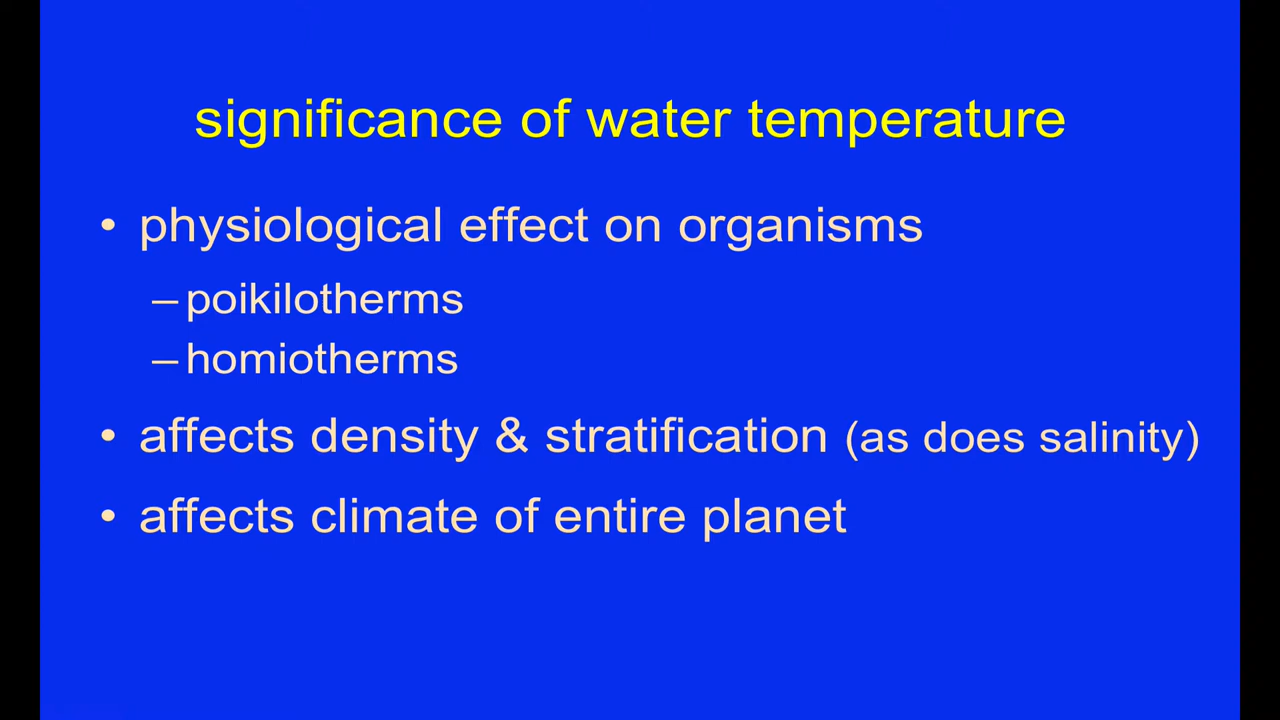 significance of water temperature
• physiological effect on organisms
– poikilotherms
– homiotherms
• affects density & stratification (as does salinity)
• affects climate of entire planet